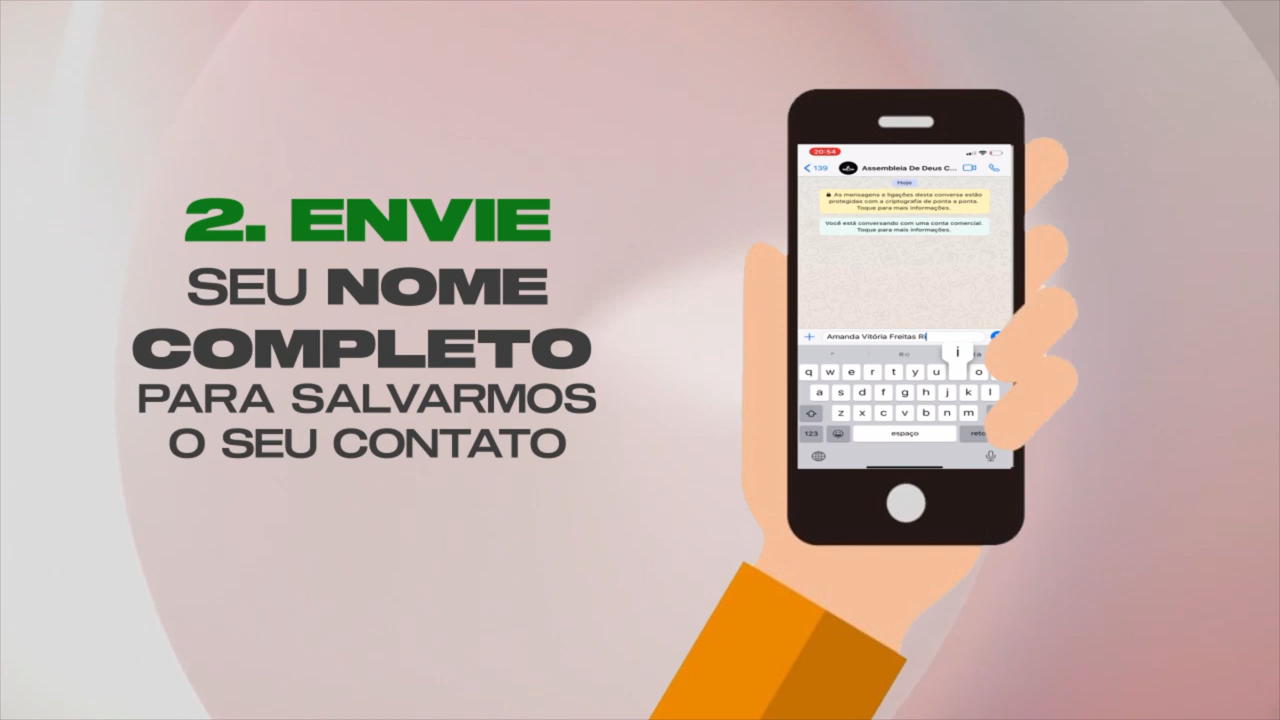 2. ENVIE
SEU NOME
COMPLETO
PARA SALVARMOS
O SEU CONTATO
20:54
139
Assembleia De Deus C...
Hoje
As mensagens e ligações desta conversa estão
protegidas com a criptografia de ponta a ponta.
Toque para mais informações.
Você está conversando com uma conta comercial.
Toque para mais informações.
Amanda Vitória Freitas Ri
i
q w e r t y u o
a s d f g h j k l
z x c v b n m
123 espaço reto